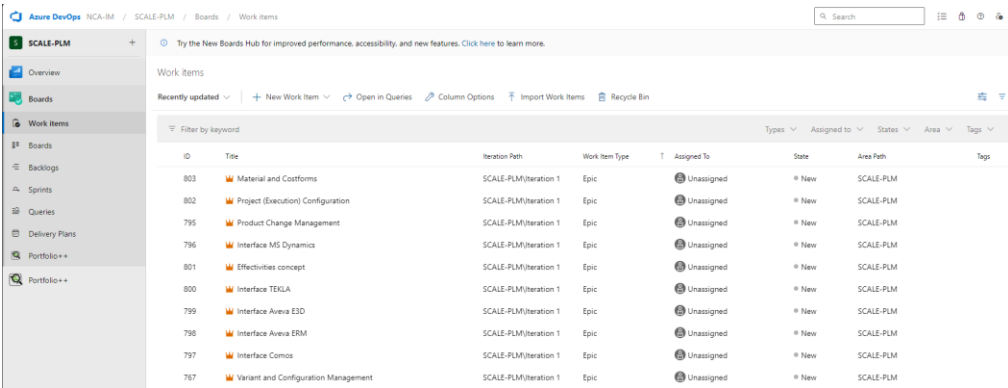 Azure DevOps NCA-IM / SCALE-PLM / Boards / Work items Search
S SCALE-PLM +
Try the New Boards Hub for improved performance, accessibility, and new features. Click here to learn more.
Overview
Boards
Work items
Boards
Backlogs
Sprints
Queries
Delivery Plans
Portfolio++
Portfolio++
Work items
Recently updated + New Work Item Open in Queries Column Options Import Work Items Recycle Bin
Filter by keyword Types Assigned to States Area Tags
ID Title Iteration Path Work Item Type ↑ Assigned To State Area Path Tags
803 Material and Costforms SCALE-PLM\Iteration 1 Epic Unassigned New SCALE-PLM
802 Project (Execution) Configuration SCALE-PLM\Iteration 1 Epic Unassigned New SCALE-PLM
795 Product Change Management SCALE-PLM\Iteration 1 Epic Unassigned New SCALE-PLM
796 Interface MS Dynamics SCALE-PLM\Iteration 1 Epic Unassigned New SCALE-PLM
801 Effectivities concept SCALE-PLM\Iteration 1 Epic Unassigned New SCALE-PLM
800 Interface TEKLA SCALE-PLM\Iteration 1 Epic Unassigned New SCALE-PLM
799 Interface Aveva E3D SCALE-PLM\Iteration 1 Epic Unassigned New SCALE-PLM
798 Interface Aveva ERM SCALE-PLM\Iteration 1 Epic Unassigned New SCALE-PLM
797 Interface Comos SCALE-PLM\Iteration 1 Epic Unassigned New SCALE-PLM
767 Variant and Configuration Management SCALE-PLM\Iteration 1 Epic Unassigned New SCALE-PLM